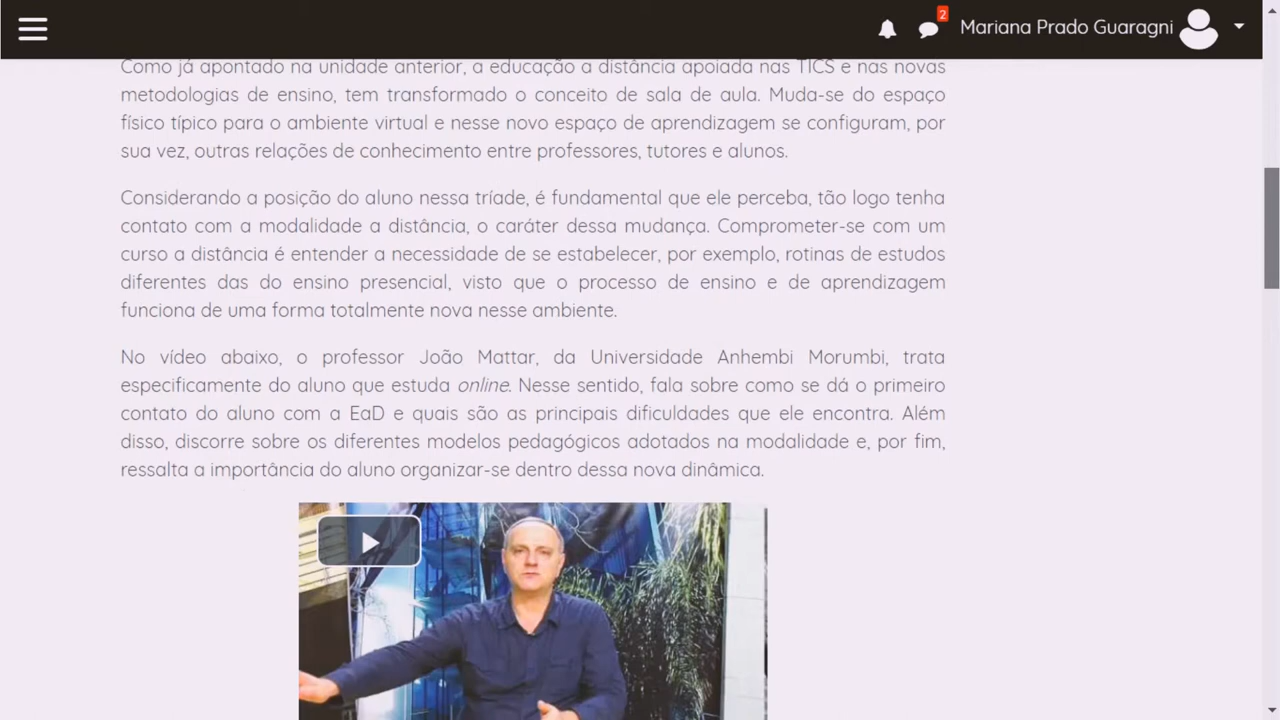 2
Mariana Prado Guaragni
Como já apontado na unidade anterior, a educação a distância apoiada nas TICS e nas novas
metodologias de ensino, tem transformado o conceito de sala de aula. Muda-se do espaço
físico típico para o ambiente virtual e nesse novo espaço de aprendizagem se configuram, por
sua vez, outras relações de conhecimento entre professores, tutores e alunos.
Considerando a posição do aluno nessa tríade, é fundamental que ele perceba, tão logo tenha
contato com a modalidade a distância, o caráter dessa mudança. Comprometer-se com um
curso a distância é entender a necessidade de se estabelecer, por exemplo, rotinas de estudos
diferentes das do ensino presencial, visto que o processo de ensino e de aprendizagem
funciona de uma forma totalmente nova nesse ambiente.
No vídeo abaixo, o professor João Mattar, da Universidade Anhembi Morumbi, trata
especificamente do aluno que estuda online. Nesse sentido, fala sobre como se dá o primeiro
contato do aluno com a EaD e quais são as principais dificuldades que ele encontra. Além
disso, discorre sobre os diferentes modelos pedagógicos adotados na modalidade e, por fim,
ressalta a importância do aluno organizar-se dentro dessa nova dinâmica.